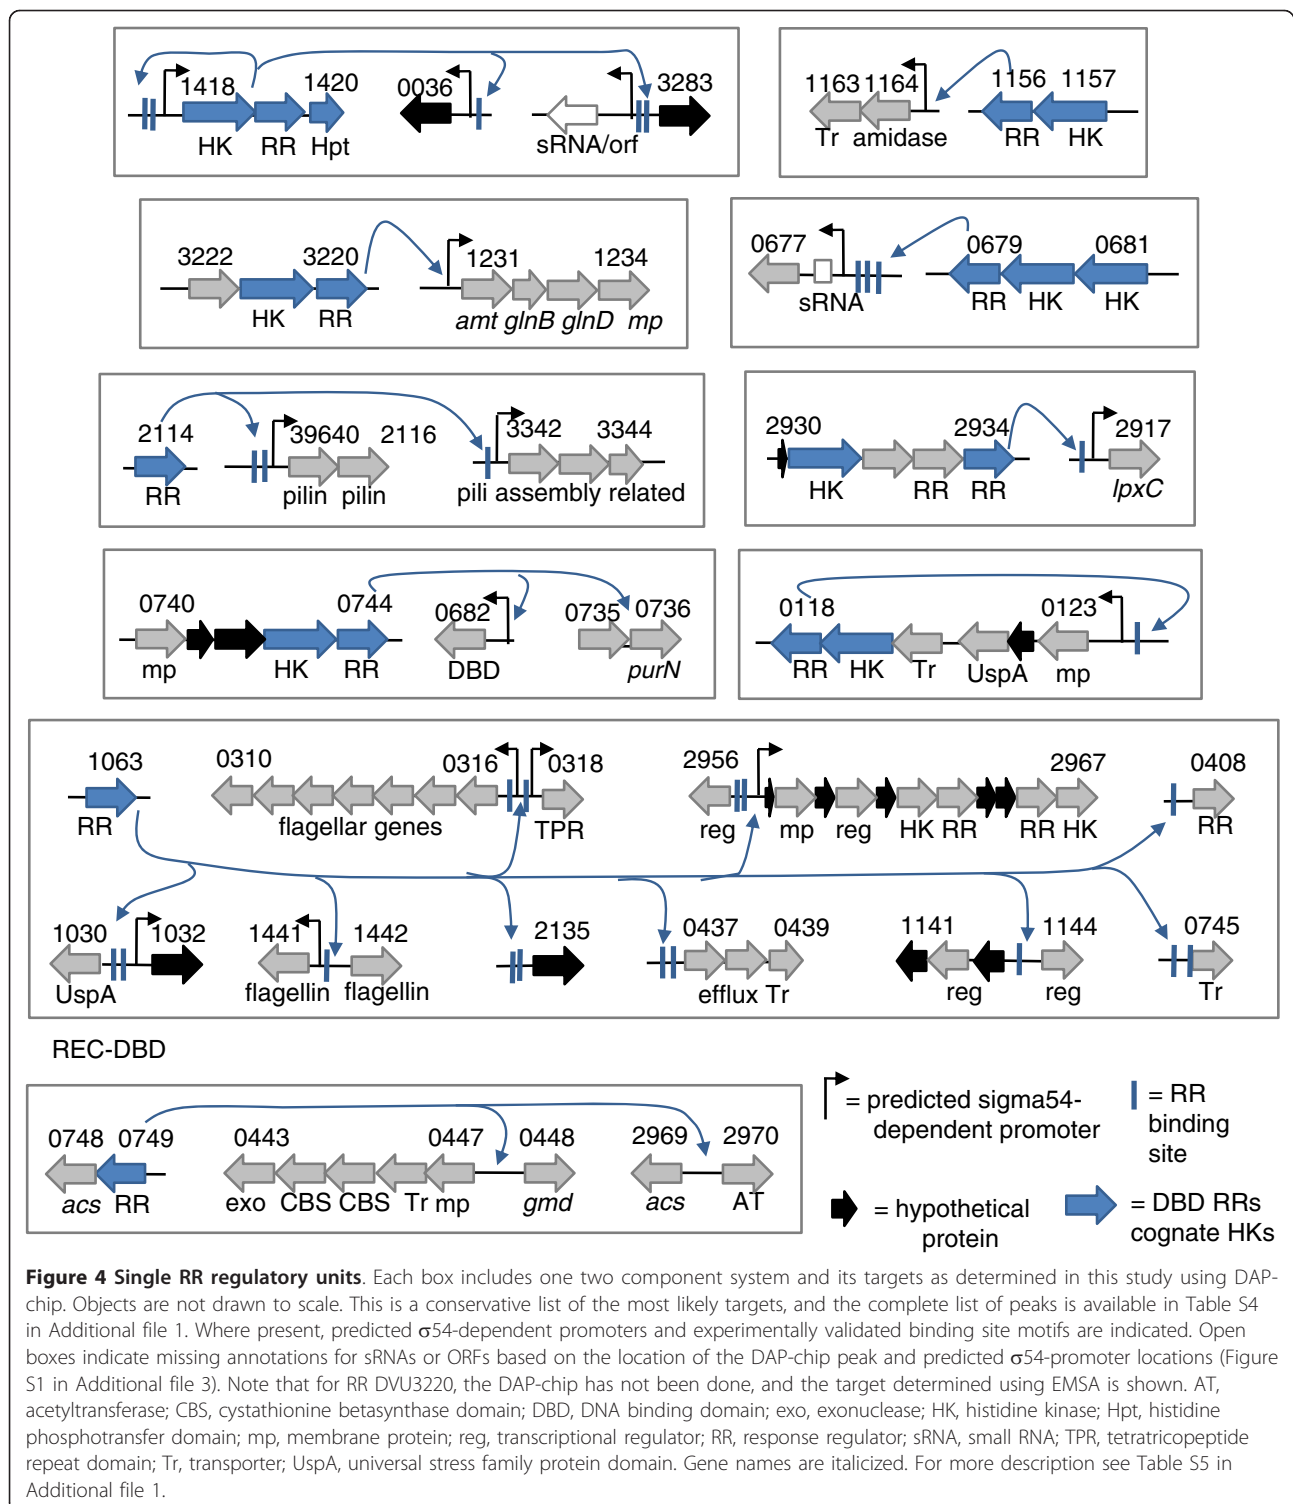 1418 1420 0036 3283
HK RR Hpt sRNA/orf
1163 1164 1156 1157
Tr amidase RR HK
3222 3220 1231 1234
HK RR amt glnB glnD mp
0677 0679 0681
sRNA RR HK HK
2114 39640 2116 3342 3344
RR pilin pilin pili assembly related
2930 2934 2917
HK RR RR lpxC
0740 0744 0682 0735 0736
mp HK RR DBD purN
0118 0123
RR HK Tr UspA mp
1063 0310 0316 0318 2956 2967 0408
RR flagellar genes TPR reg mp reg HK RR RR HK RR
1030 1032 1441 1442 2135 0437 0439 1141 1144 0745
UspA flagellin flagellin efflux Tr reg reg Tr
REC-DBD
0748 0749 0443 0447 0448 2969 2970
acs RR exo CBS CBS Tr mp gmd acs AT
= predicted sigma54-
dependent promoter
= RR
binding
site
= hypothetical
protein
= DBD RRs
cognate HKs
Figure 4 Single RR regulatory units. Each box includes one two component system and its targets as determined in this study using DAP-
chip. Objects are not drawn to scale. This is a conservative list of the most likely targets, and the complete list of peaks is available in Table S4
in Additional file 1. Where present, predicted σ54-dependent promoters and experimentally validated binding site motifs are indicated. Open
boxes indicate missing annotations for sRNAs or ORFs based on the location of the DAP-chip peak and predicted σ54-promoter locations (Figure
S1 in Additional file 3). Note that for RR DVU3220, the DAP-chip has not been done, and the target determined using EMSA is shown. AT,
acetyltransferase; CBS, cystathionine betasynthase domain; DBD, DNA binding domain; exo, exonuclease; HK, histidine kinase; Hpt, histidine
phosphotransfer domain; mp, membrane protein; reg, transcriptional regulator; RR, response regulator; sRNA, small RNA; TPR, tetratricopeptide
repeat domain; Tr, transporter; UspA, universal stress family protein domain. Gene names are italicized. For more description see Table S5 in
Additional file 1.